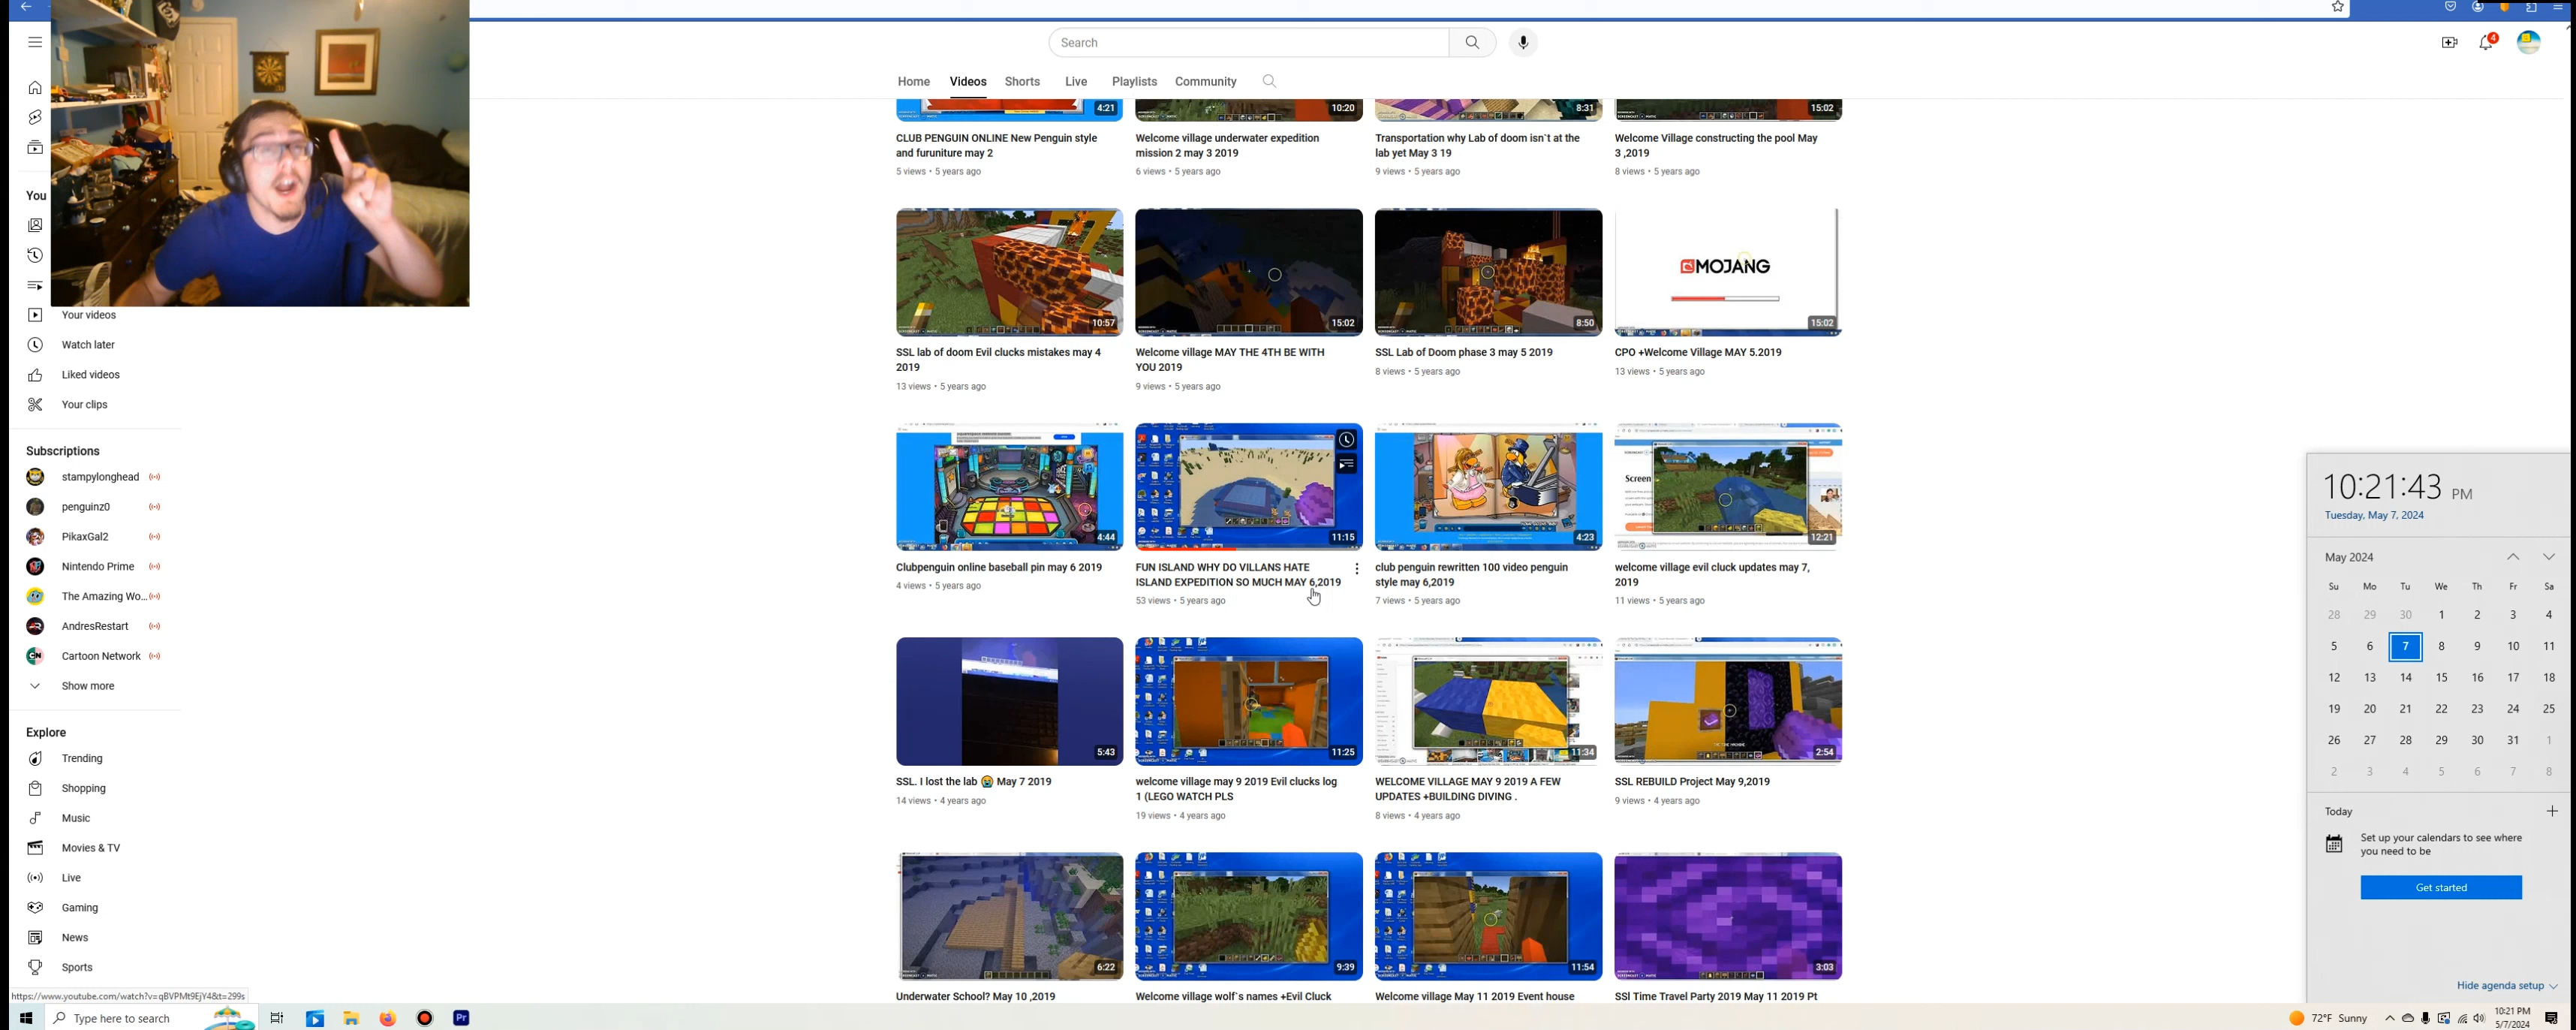 Search
4
Home Videos Shorts Live Playlists Community
4:21
10:20
8:31
15:02
CLUB PENGUIN ONLINE New Penguin style
and furuniture may 2
5 views • 5 years ago
Welcome village underwater expedition
mission 2 may 3 2019
6 views • 5 years ago
Transportation why Lab of doom isn`t at the
lab yet May 3 19
9 views • 5 years ago
Welcome Village constructing the pool May
3 ,2019
8 views • 5 years ago
10:57
15:02
8:50
MOJANG
15:02
SSL lab of doom Evil clucks mistakes may 4
2019
13 views • 5 years ago
Welcome village MAY THE 4TH BE WITH
YOU 2019
9 views • 5 years ago
SSL Lab of Doom phase 3 may 5 2019
8 views • 5 years ago
CPO +Welcome Village MAY 5.2019
13 views • 5 years ago
4:44
11:15
4:23
Screen
12:21
Clubpenguin online baseball pin may 6 2019
4 views • 5 years ago
FUN ISLAND WHY DO VILLANS HATE
ISLAND EXPEDITION SO MUCH MAY 6,2019
53 views • 5 years ago
club penguin rewritten 100 video penguin
style may 6,2019
7 views • 5 years ago
welcome village evil cluck updates may 7,
2019
11 views • 5 years ago
5:43
11:25
11:34
2:54
SSL. I lost the lab 😭 May 7 2019
14 views • 4 years ago
welcome village may 9 2019 Evil clucks log
1 (LEGO WATCH PLS
19 views • 4 years ago
WELCOME VILLAGE MAY 9 2019 A FEW
UPDATES +BUILDING DIVING .
8 views • 4 years ago
SSL REBUILD Project May 9,2019
9 views • 4 years ago
6:22
9:39
11:54
3:03
Underwater School? May 10 ,2019
Welcome village wolf`s names +Evil Cluck
Welcome village May 11 2019 Event house
SSl Time Travel Party 2019 May 11 2019 Pt
You
Your videos
Watch later
Liked videos
Your clips
Subscriptions
stampylonghead
penguinz0
PikaxGal2
Nintendo Prime
The Amazing Wo...
AndresRestart
Cartoon Network
Show more
Explore
Trending
Shopping
Music
Movies & TV
Live
Gaming
News
Sports
https://www.youtube.com/watch?v=qBVPMt9EjY4&t=299s
10:21:43 PM
Tuesday, May 7, 2024
May 2024
Su Mo Tu We Th Fr Sa
28 29 30 1 2 3 4
5 6 7 8 9 10 11
12 13 14 15 16 17 18
19 20 21 22 23 24 25
26 27 28 29 30 31 1
2 3 4 5 6 7 8
Today
Set up your calendars to see where
you need to be
Get started
Hide agenda setup
Type here to search
Pr
72°F Sunny
10:21 PM
5/7/2024